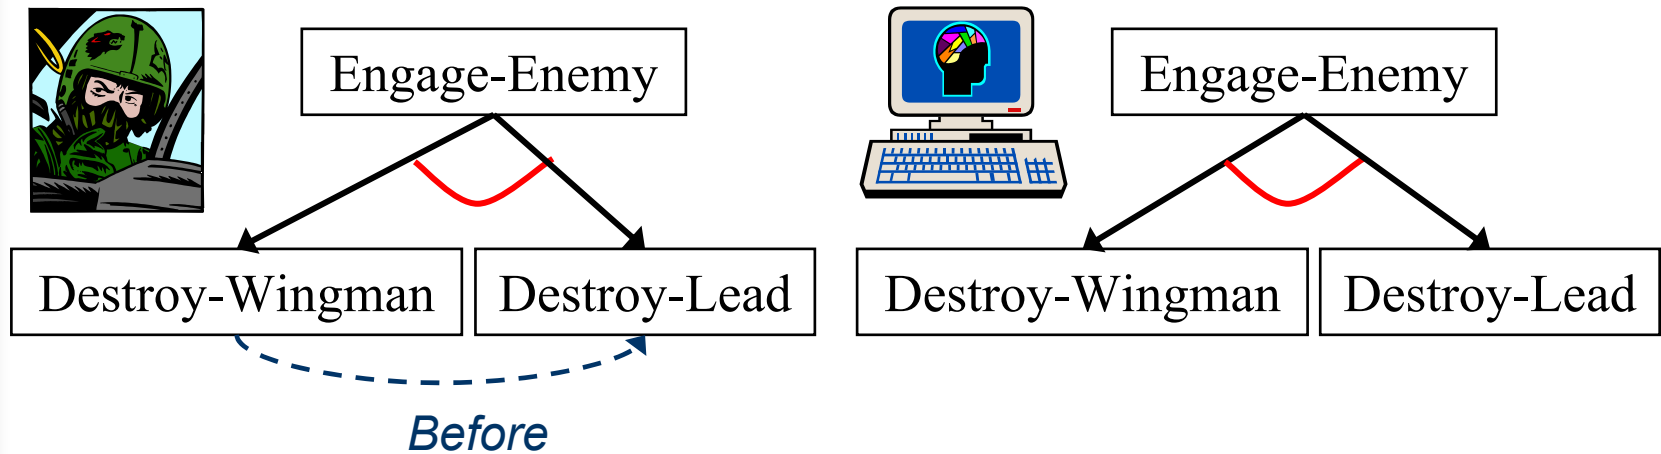 Engage-Enemy
Destroy-Wingman
Destroy-Lead
Before
Engage-Enemy
Destroy-Wingman
Destroy-Lead